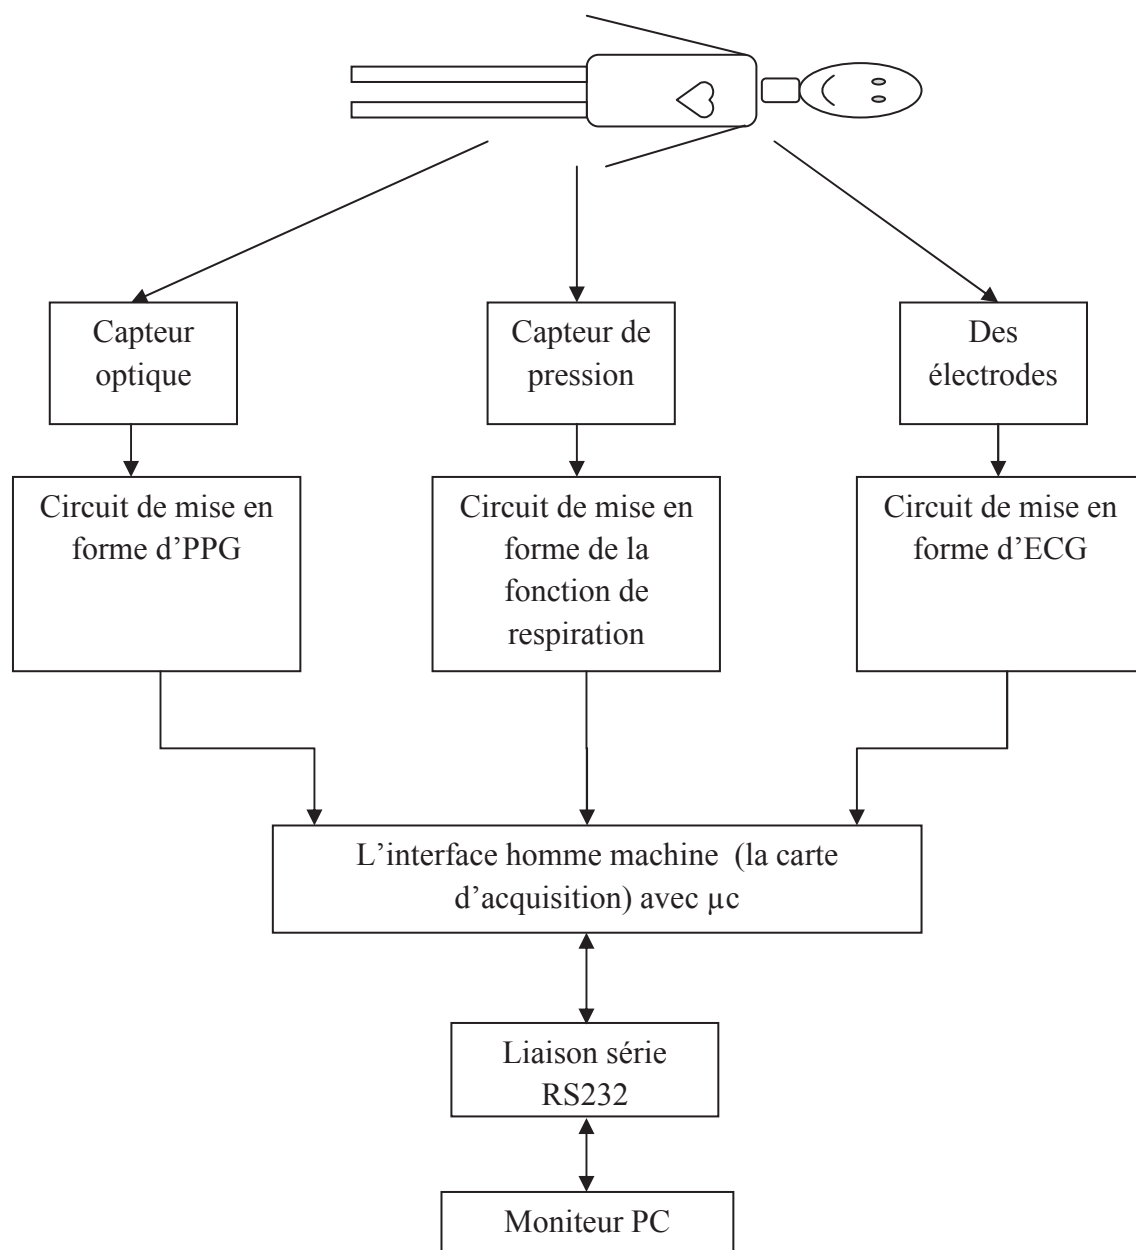 Capteur
optique
Capteur de
pression
Des
électrodes
Circuit de mise en
forme d’PPG
Circuit de mise en
forme de la
fonction de
respiration
Circuit de mise en
forme d’ECG
L’interface homme machine (la carte
d’acquisition) avec µc
Liaison série
RS232
Moniteur PC